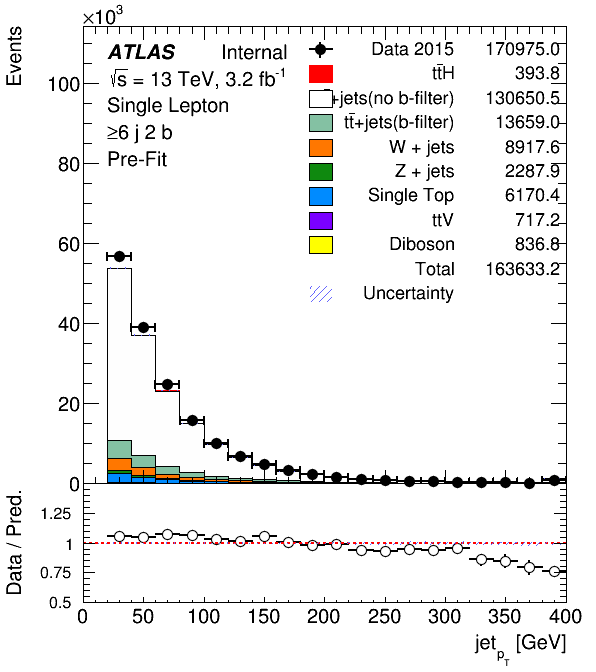 ×10³
Events
ATLAS Internal
√s = 13 TeV, 3.2 fb⁻¹
Single Lepton
≥6 j 2 b
Pre-Fit
Data 2015 170975.0
tt̄H 393.8
+jets(no b-filter) 130650.5
tt̄+jets(b-filter) 13659.0
W + jets 8917.6
Z + jets 2287.9
Single Top 6170.4
ttV 717.2
Diboson 836.8
Total 163633.2
Uncertainty
100
80
60
40
20
0
Data / Pred.
1.25
1
0.75
0.5
0 50 100 150 200 250 300 350 400
jet_pT [GeV]